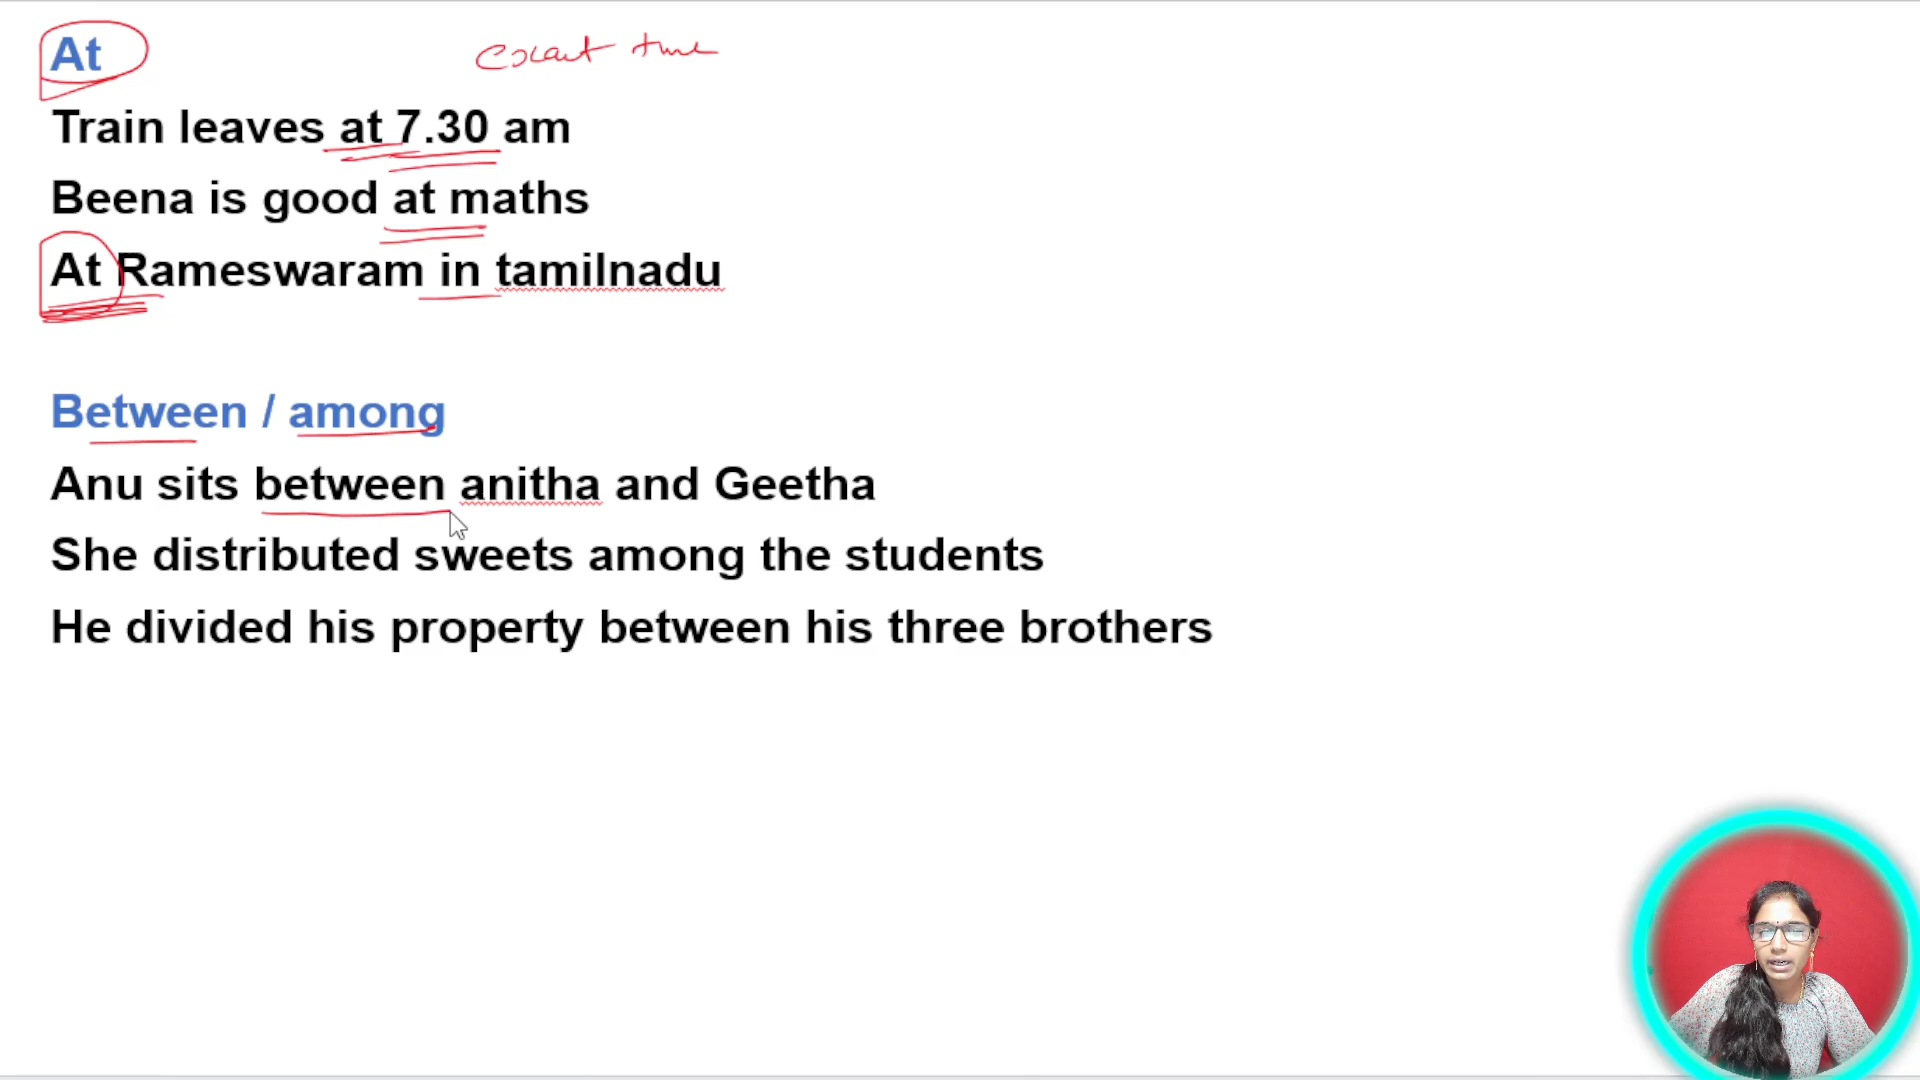 At
exact time
Train leaves at 7.30 am
Beena is good at maths
At Rameswaram in tamilnadu
Between / among
Anu sits between anitha and Geetha
She distributed sweets among the students
He divided his property between his three brothers